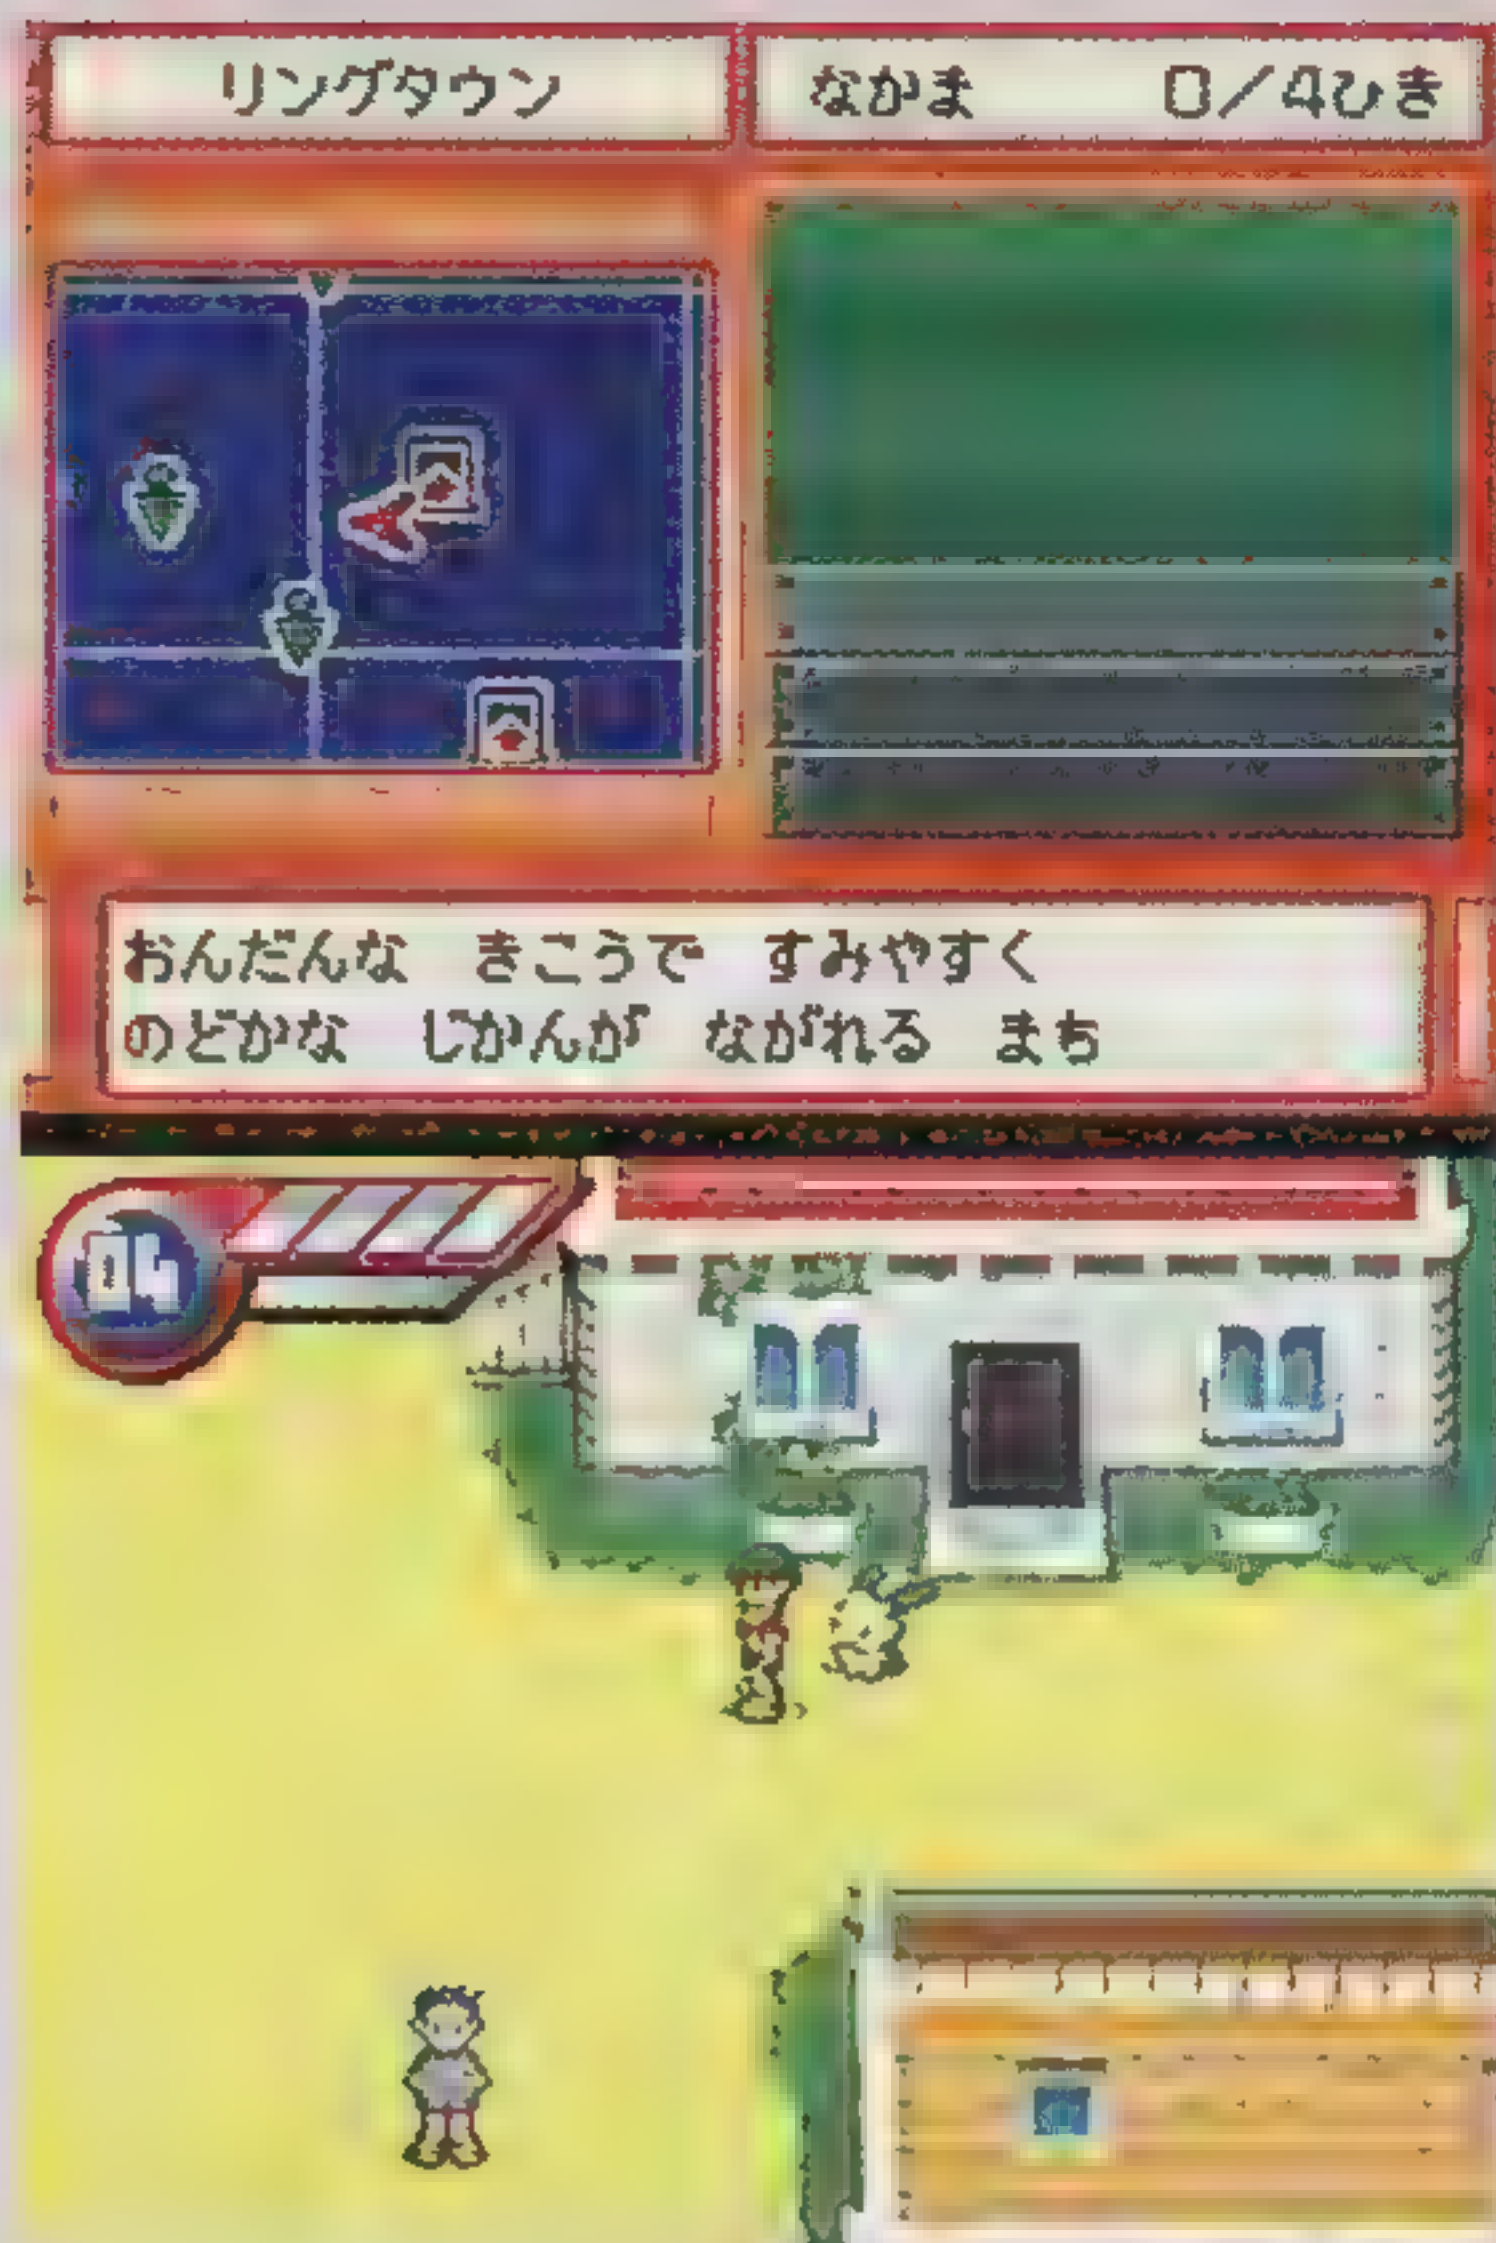 リングタウン
なかま 0/4ひき
おんだんな きこうで すみやすく
のどかな じかんが ながれる まち